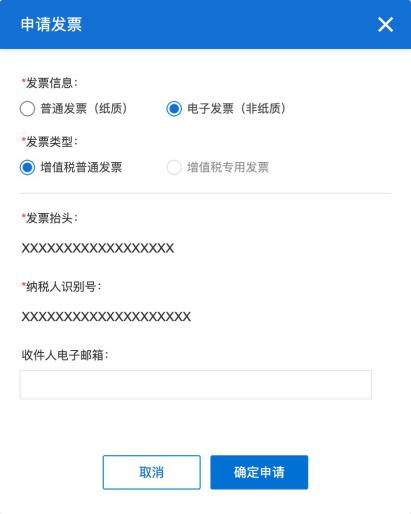 申请发票
*发票信息：
普通发票（纸质） 电子发票（非纸质）
*发票类型：
增值税普通发票 增值税专用发票
*发票抬头：
XXXXXXXXXXXXXXXXXX
*纳税人识别号：
XXXXXXXXXXXXXXXXXXXX
收件人电子邮箱：
取消 确定申请